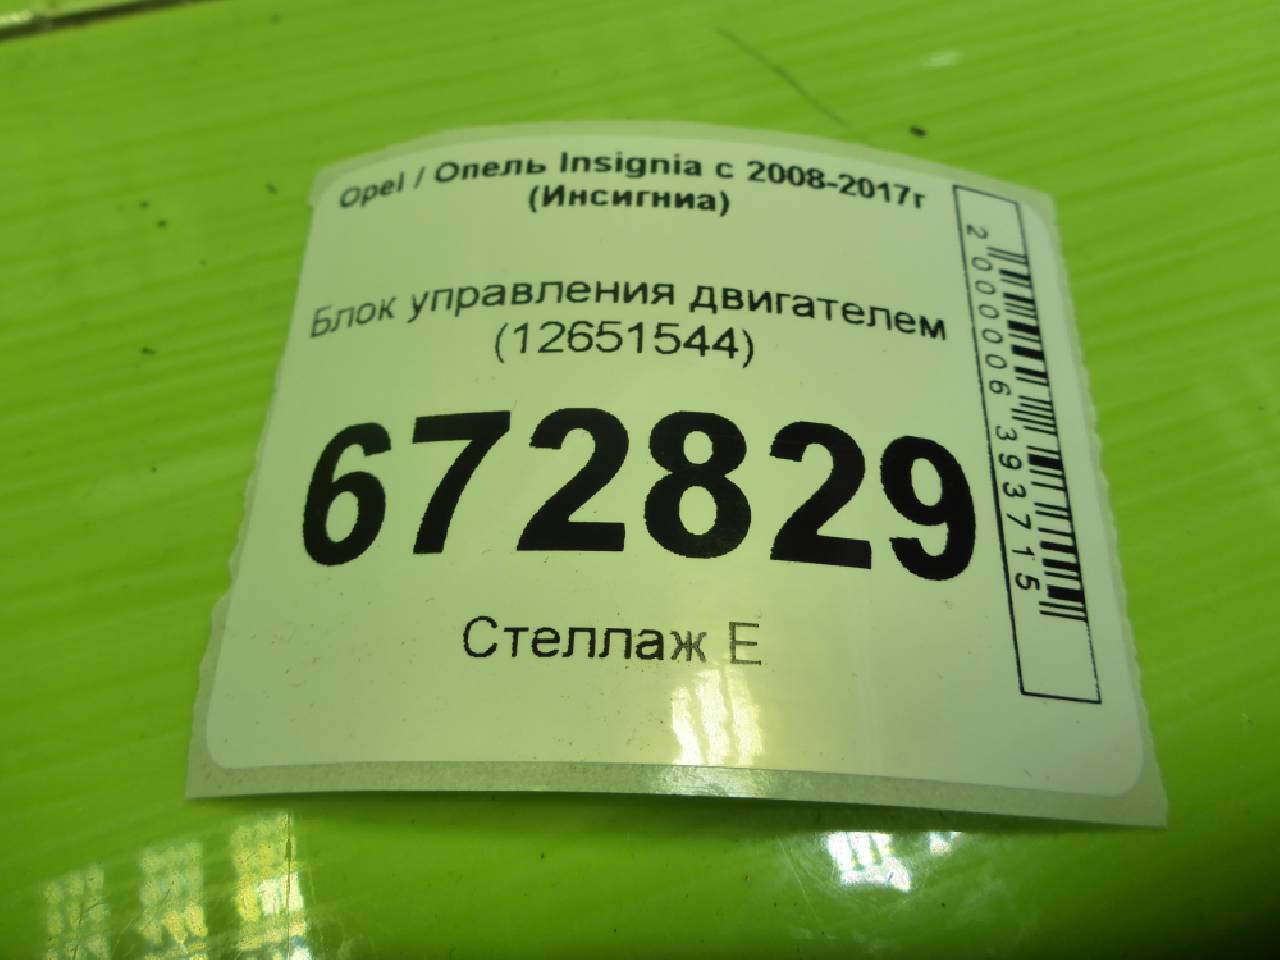 Opel / Опель Insignia с 2008-2017г
(Инсигниа)
Блок управления двигателем
(12651544)
672829
Стеллаж Е
2000006393715